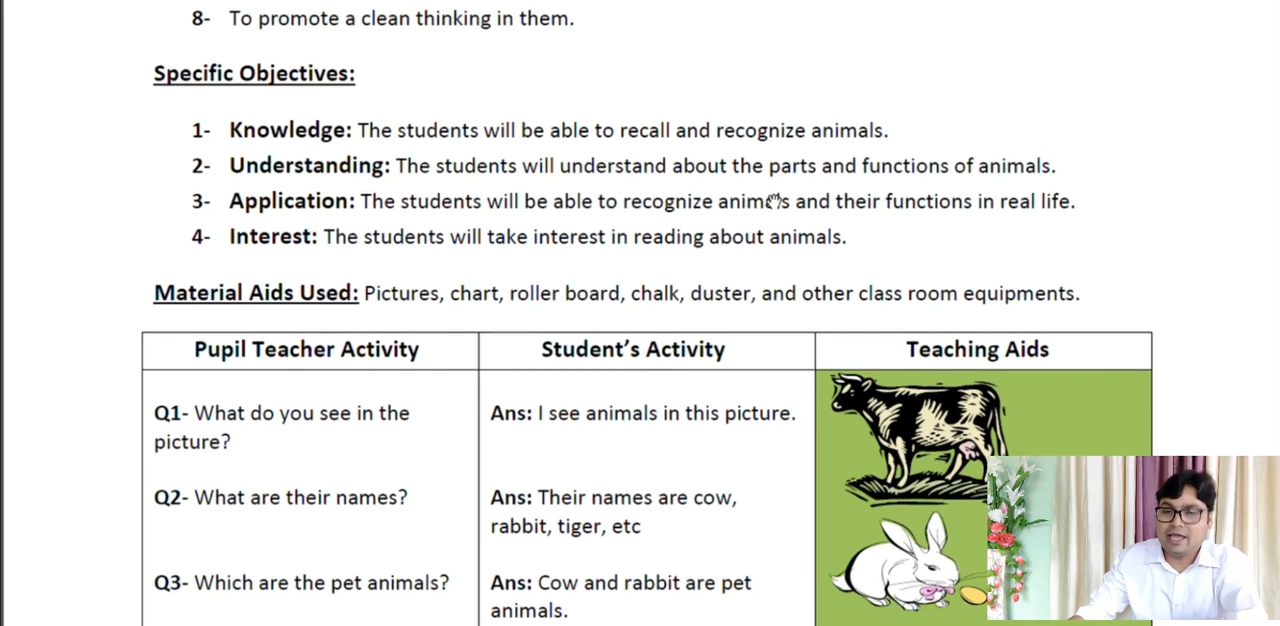 8- To promote a clean thinking in them.
Specific Objectives:
1- Knowledge: The students will be able to recall and recognize animals.
2- Understanding: The students will understand about the parts and functions of animals.
3- Application: The students will be able to recognize animals and their functions in real life.
4- Interest: The students will take interest in reading about animals.
Material Aids Used: Pictures, chart, roller board, chalk, duster, and other class room equipments.
Pupil Teacher Activity Student's Activity Teaching Aids
Q1- What do you see in the
picture?
Ans: I see animals in this picture.
Q2- What are their names?
Ans: Their names are cow,
rabbit, tiger, etc
Q3- Which are the pet animals?
Ans: Cow and rabbit are pet
animals.